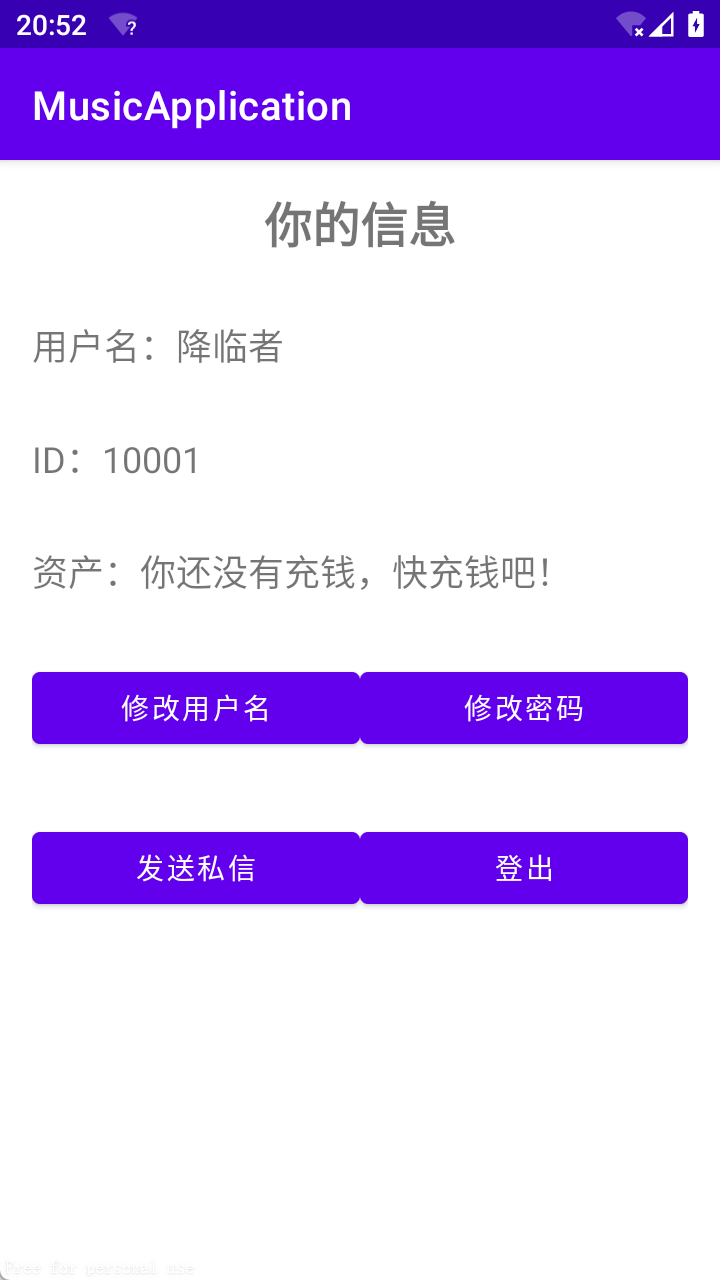 20:52
MusicApplication
你的信息
用户名：降临者
ID：10001
资产：你还没有充钱，快充钱吧！
修改用户名
修改密码
发送私信
登出
Free for personal use